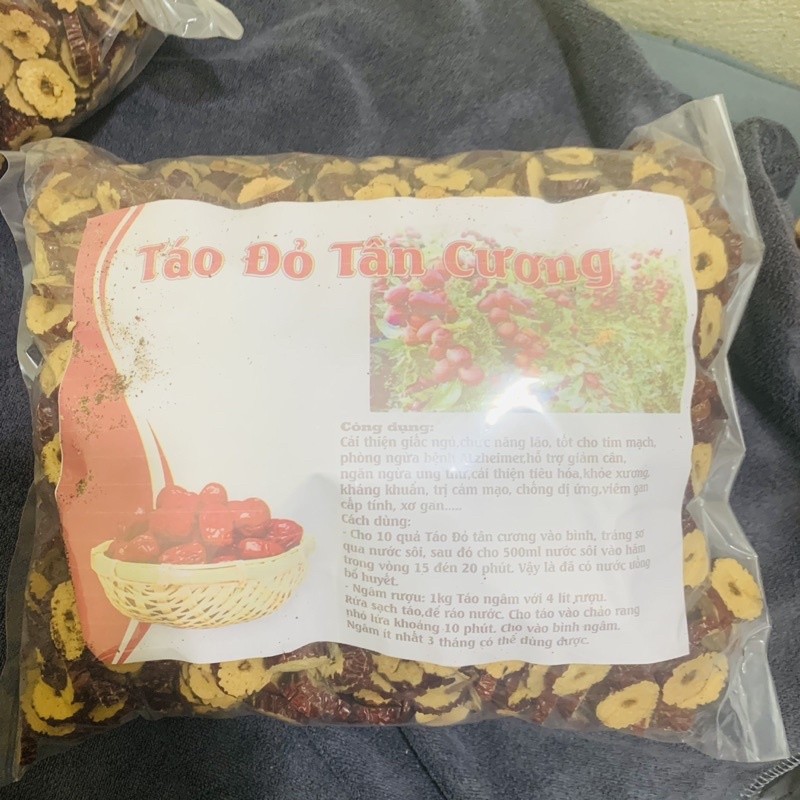 Táo Đỏ Tân Cương
Công dụng:
Cải thiện giấc ngủ,chức năng não, tốt cho tim mạch,
phòng ngừa bệnh Alzheimer,hỗ trợ giảm cân,
ngăn ngừa ung thư,cải thiện tiêu hóa,khỏe xương,
kháng khuẩn, trị cảm mạo, chống dị ứng,viêm gan
cấp tính, xơ gan.....
Cách dùng:
- Cho 10 quả Táo Đỏ tân cương vào bình, tráng sơ
qua nước sôi, sau đó cho 500ml nước sôi vào hãm
trong vòng 15 đến 20 phút. Vậy là đã có nước uống
bổ huyết.
- Ngâm rượu: 1kg Táo ngâm với 4 lít rượu.
Rửa sạch táo,để ráo nước. Cho táo vào chảo rang
nhỏ lửa khoảng 10 phút. Cho vào bình ngâm.
Ngâm ít nhất 3 tháng có thể dùng được.